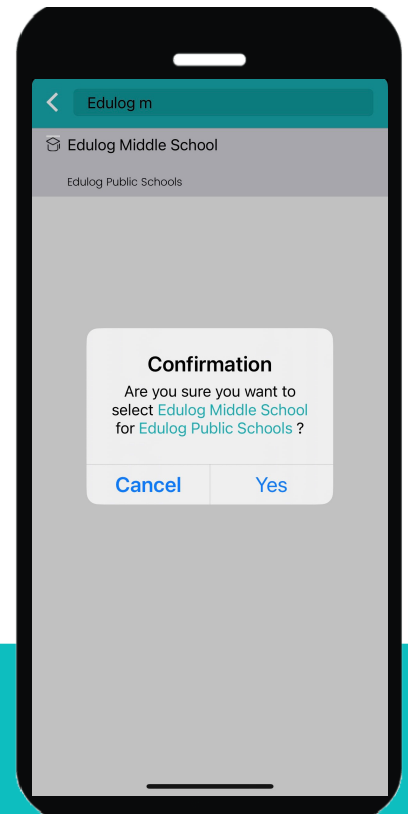 Edulog m
Edulog Middle School
Edulog Public Schools
Confirmation
Are you sure you want to
select Edulog Middle School
for Edulog Public Schools ?
Cancel
Yes